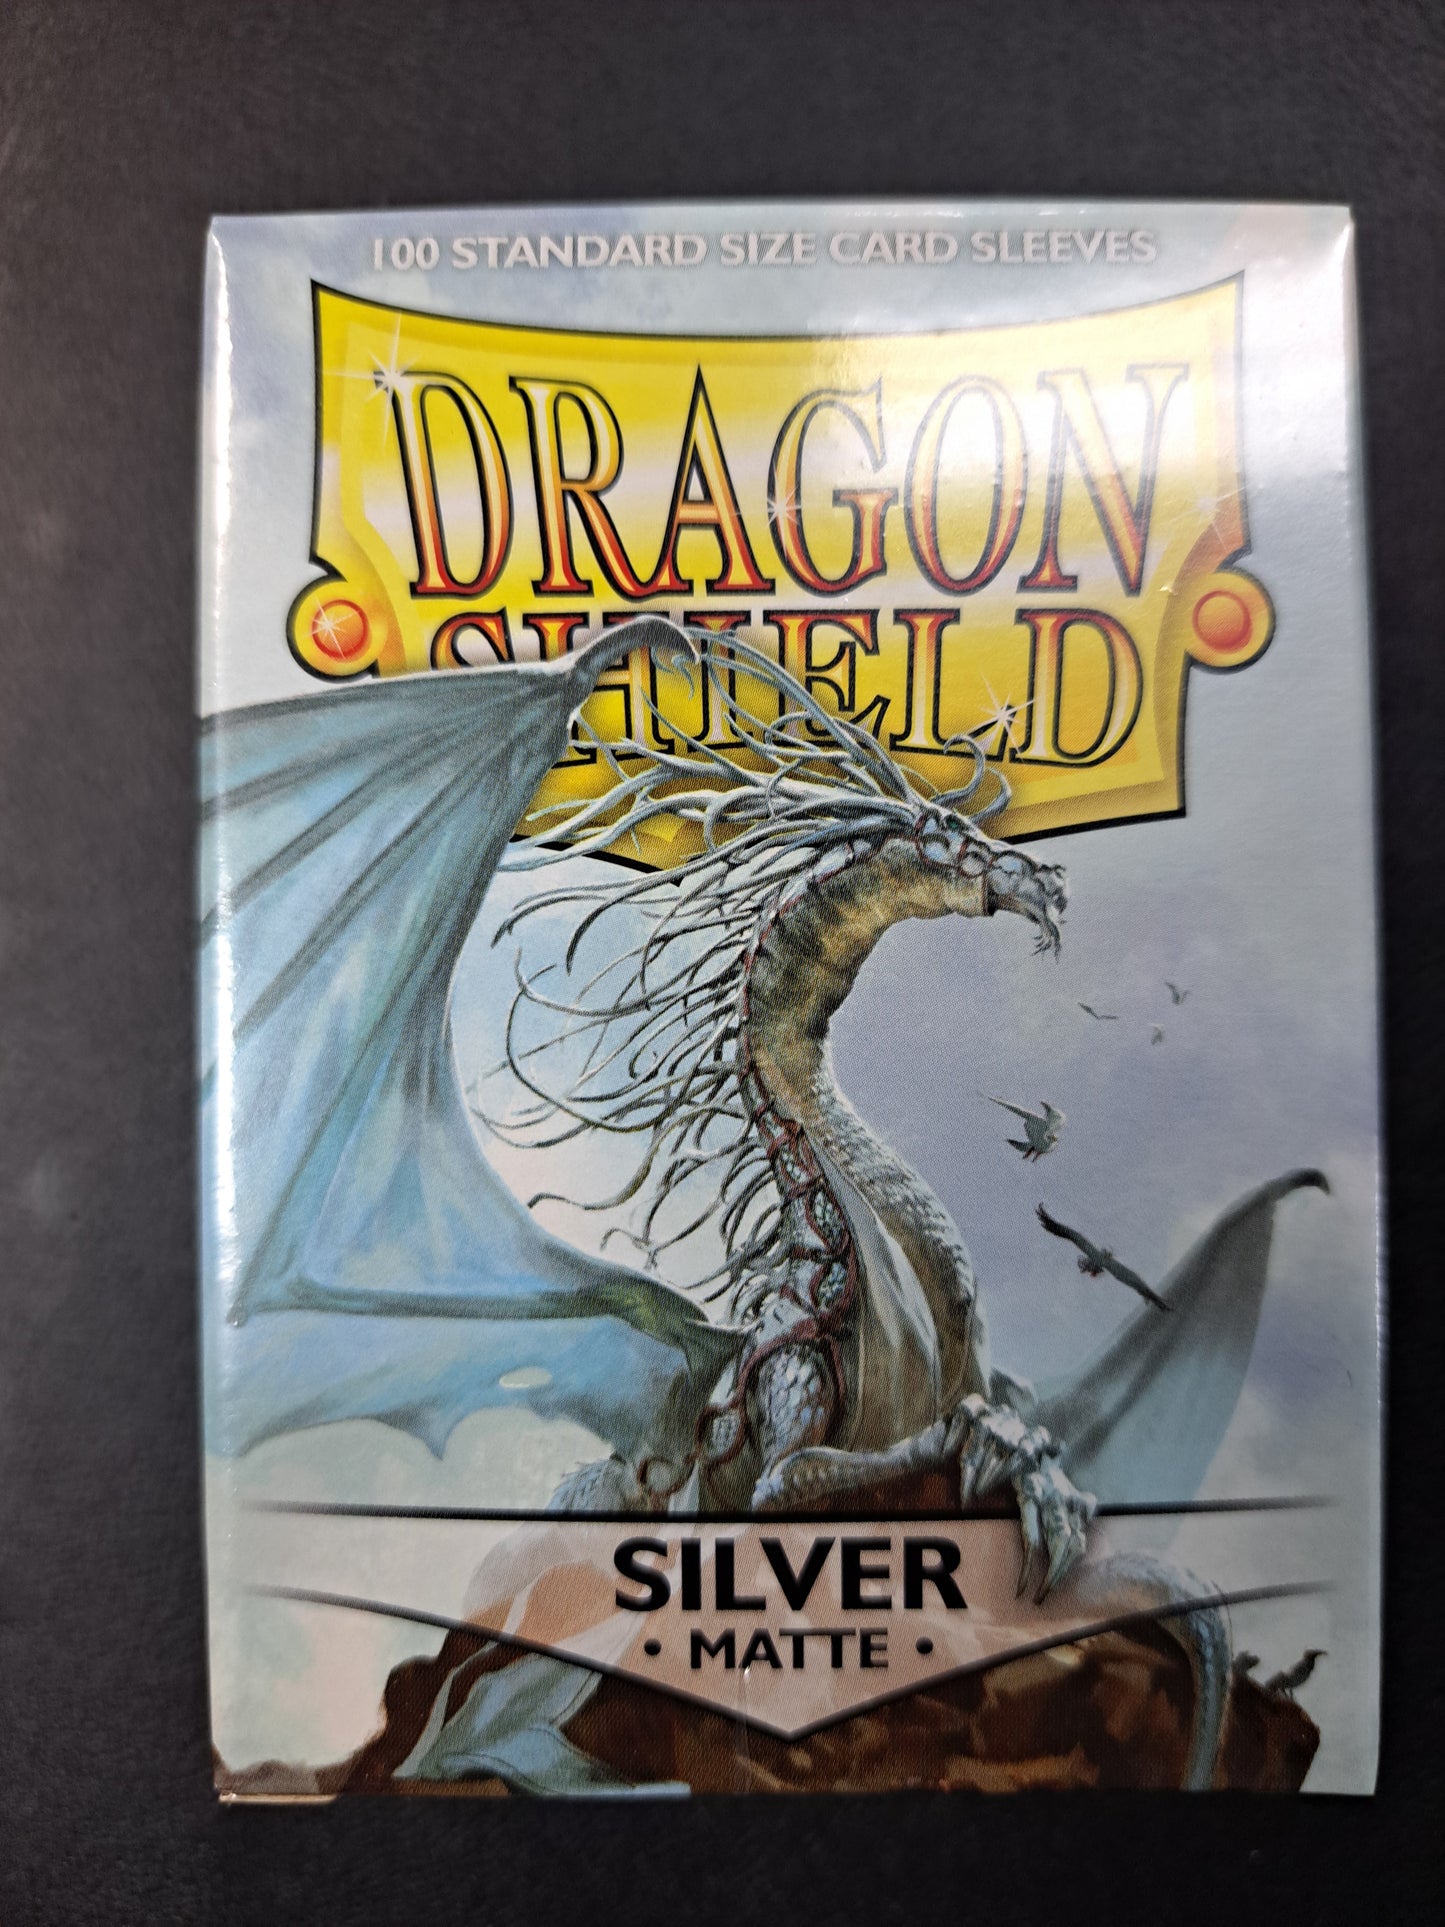 100 STANDARD SIZE CARD SLEEVES
DRAGON
SHIELD
SILVER
• MATTE •